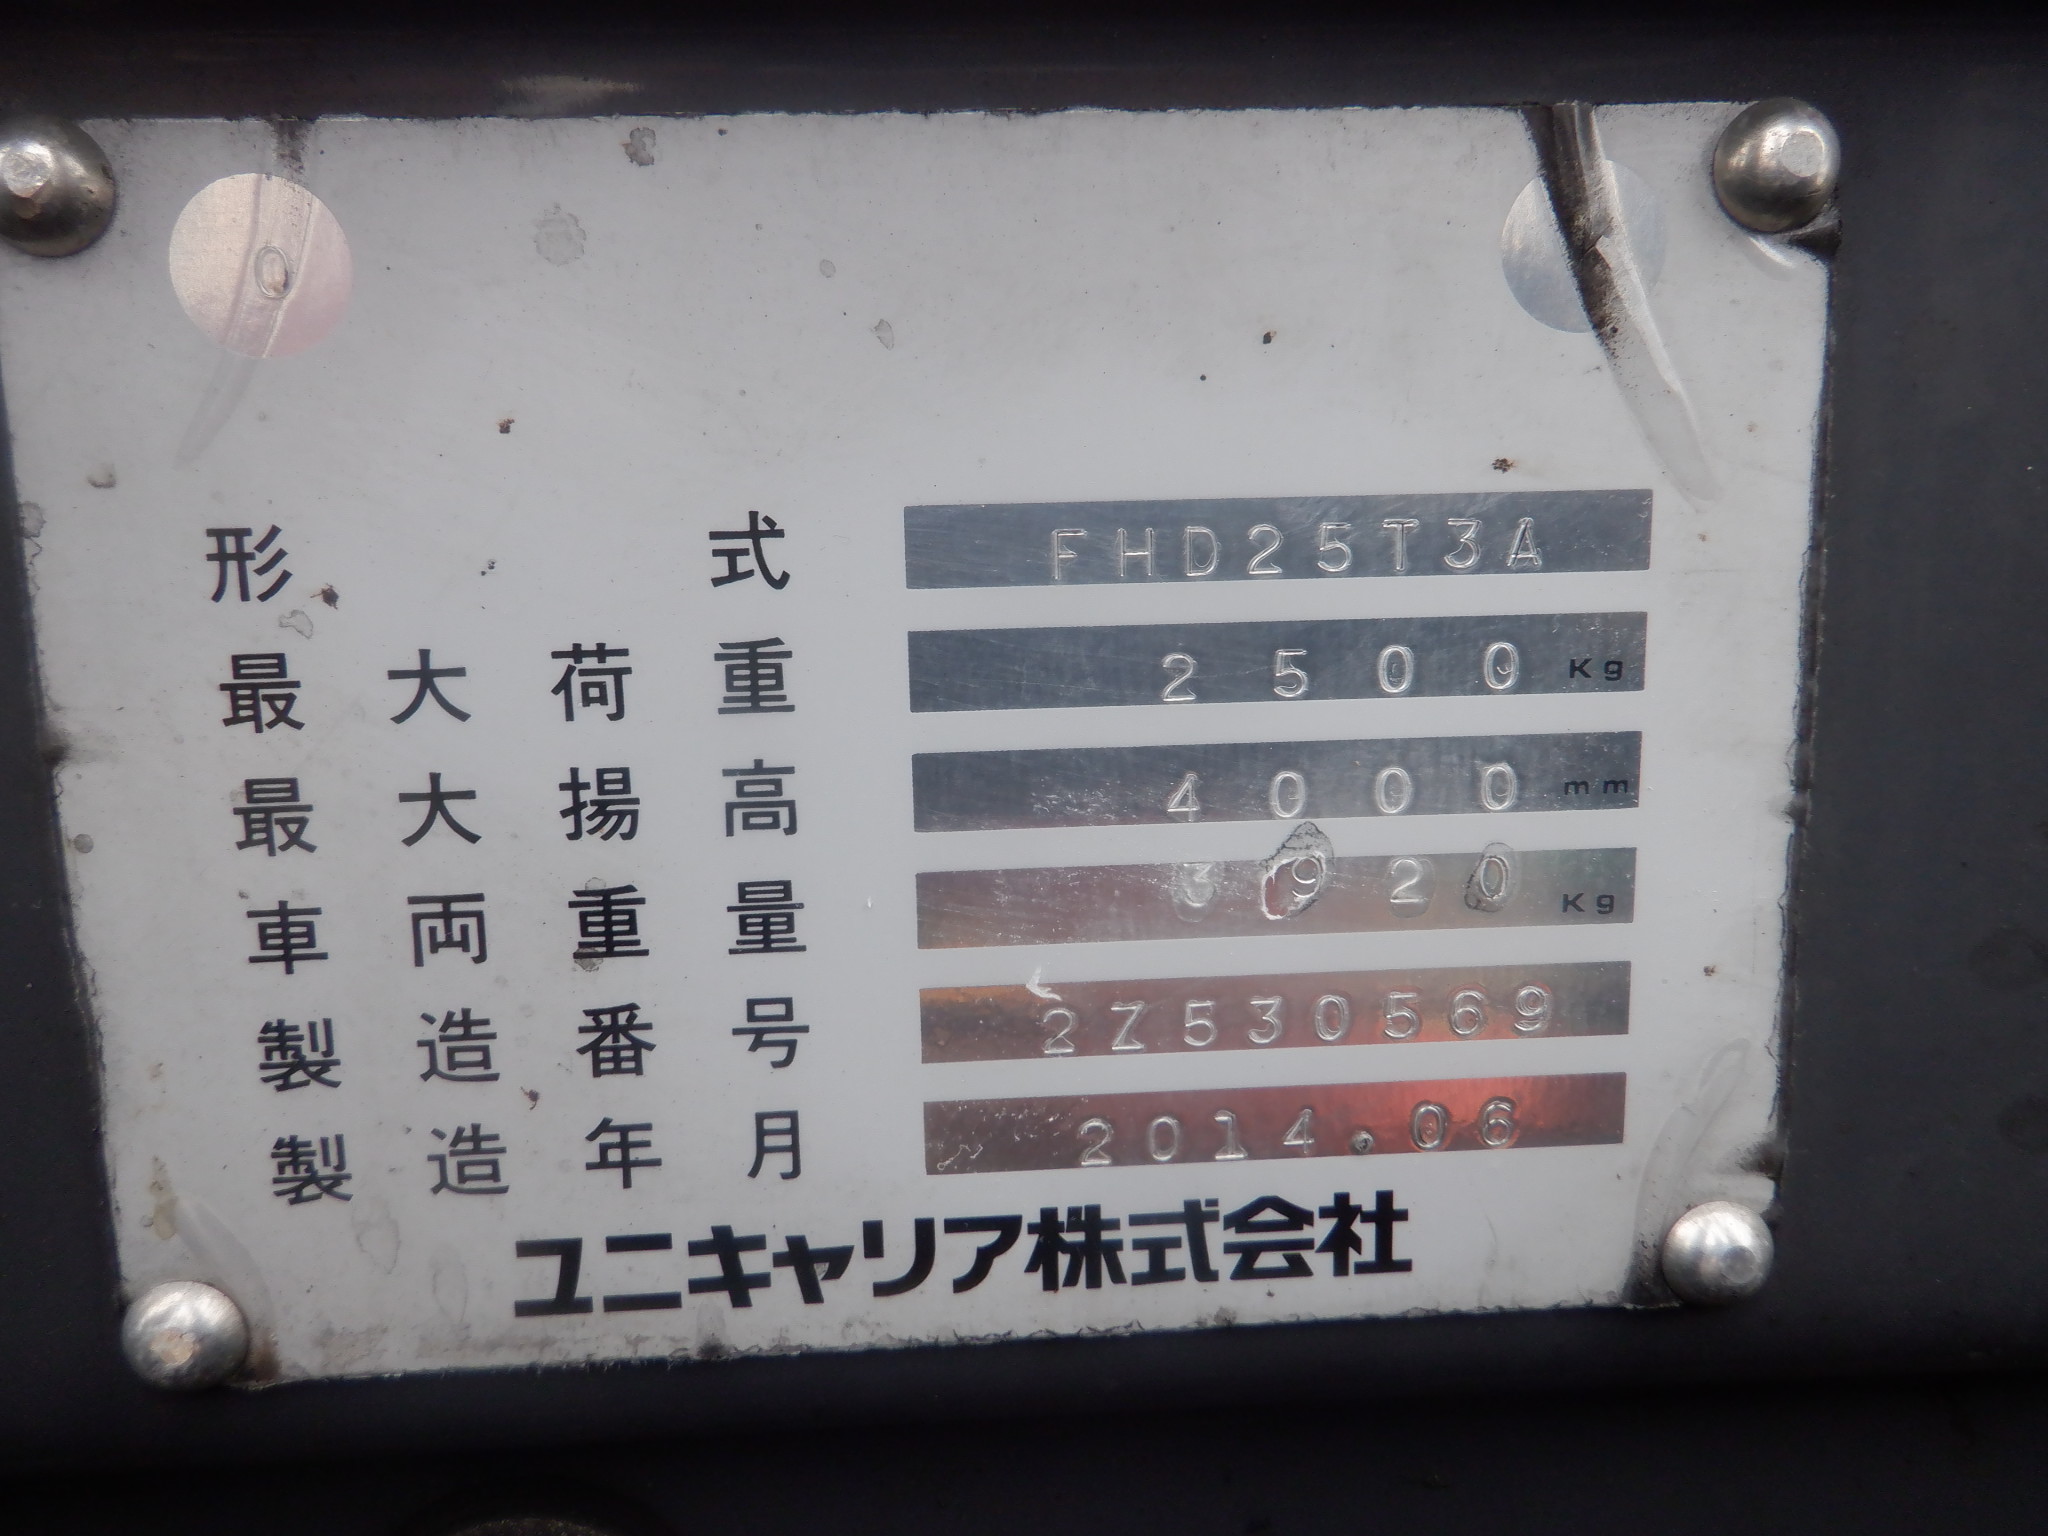 形式 FHD25T3A
最大荷重 2500 Kg
最大揚高 4000 mm
車両重量 3920 Kg
製造番号 2Z530569
製造年月 2014.06
ユニキャリア株式会社